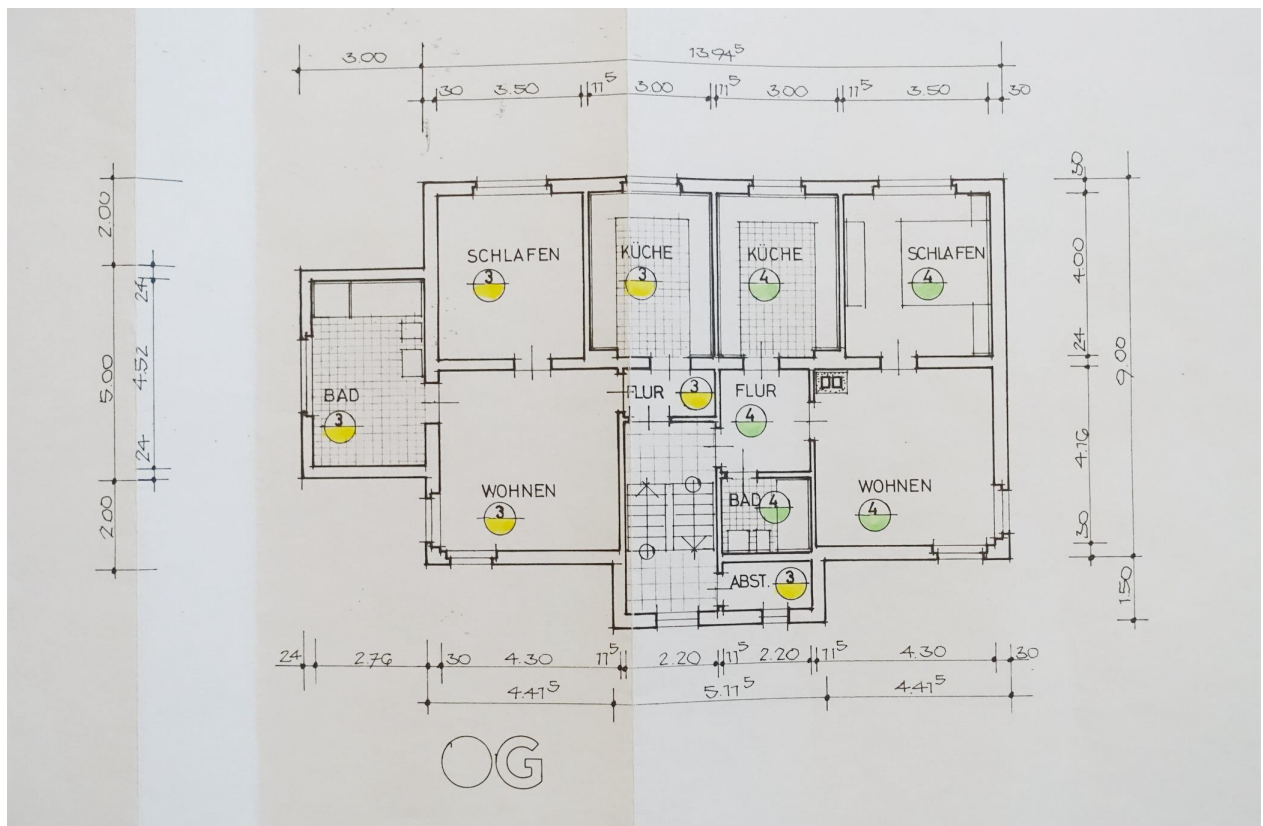 3.00
13.94⁵
30 3.50 11⁵ 3.00 11⁵ 3.00 11⁵ 3.50 30
2.00
5.00
2.00
24
4.52
24
SCHLAFEN
3
KÜCHE
3
KÜCHE
4
SCHLAFEN
4
BAD
3
FLUR
3
FLUR
4
WOHNEN
3
BAD
4
WOHNEN
4
ABST.
3
30
400
24
4.16
30
9.00
1.50
24 2.76 30 4.30 11⁵ 2.20 11⁵ 2.20 11⁵ 4.30 30
4.41⁵ 5.11⁵ 4.41⁵
OG